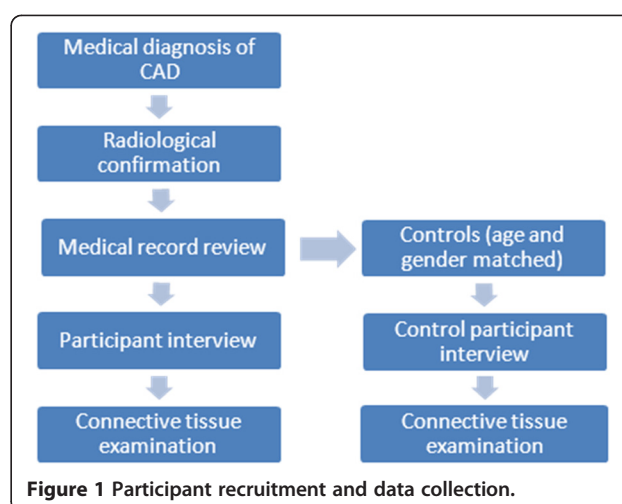 Medical diagnosis of
CAD
Radiological
confirmation
Medical record review
Participant interview
Connective tissue
examination
Controls (age and
gender matched)
Control participant
interview
Connective tissue
examination
Figure 1 Participant recruitment and data collection.